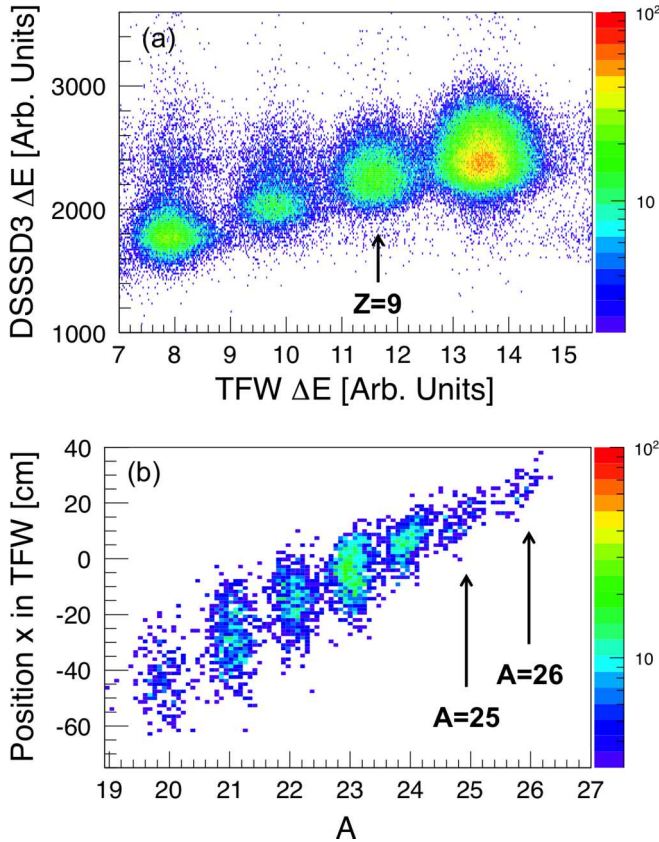 (a)
DSSSD3 ΔE [Arb. Units]
3000
2000
1000
10²
10
Z=9
7 8 9 10 11 12 13 14 15
TFW ΔE [Arb. Units]
(b)
Position x in TFW [cm]
40
20
0
-20
-40
-60
10²
10
A=26
A=25
19 20 21 22 23 24 25 26 27
A